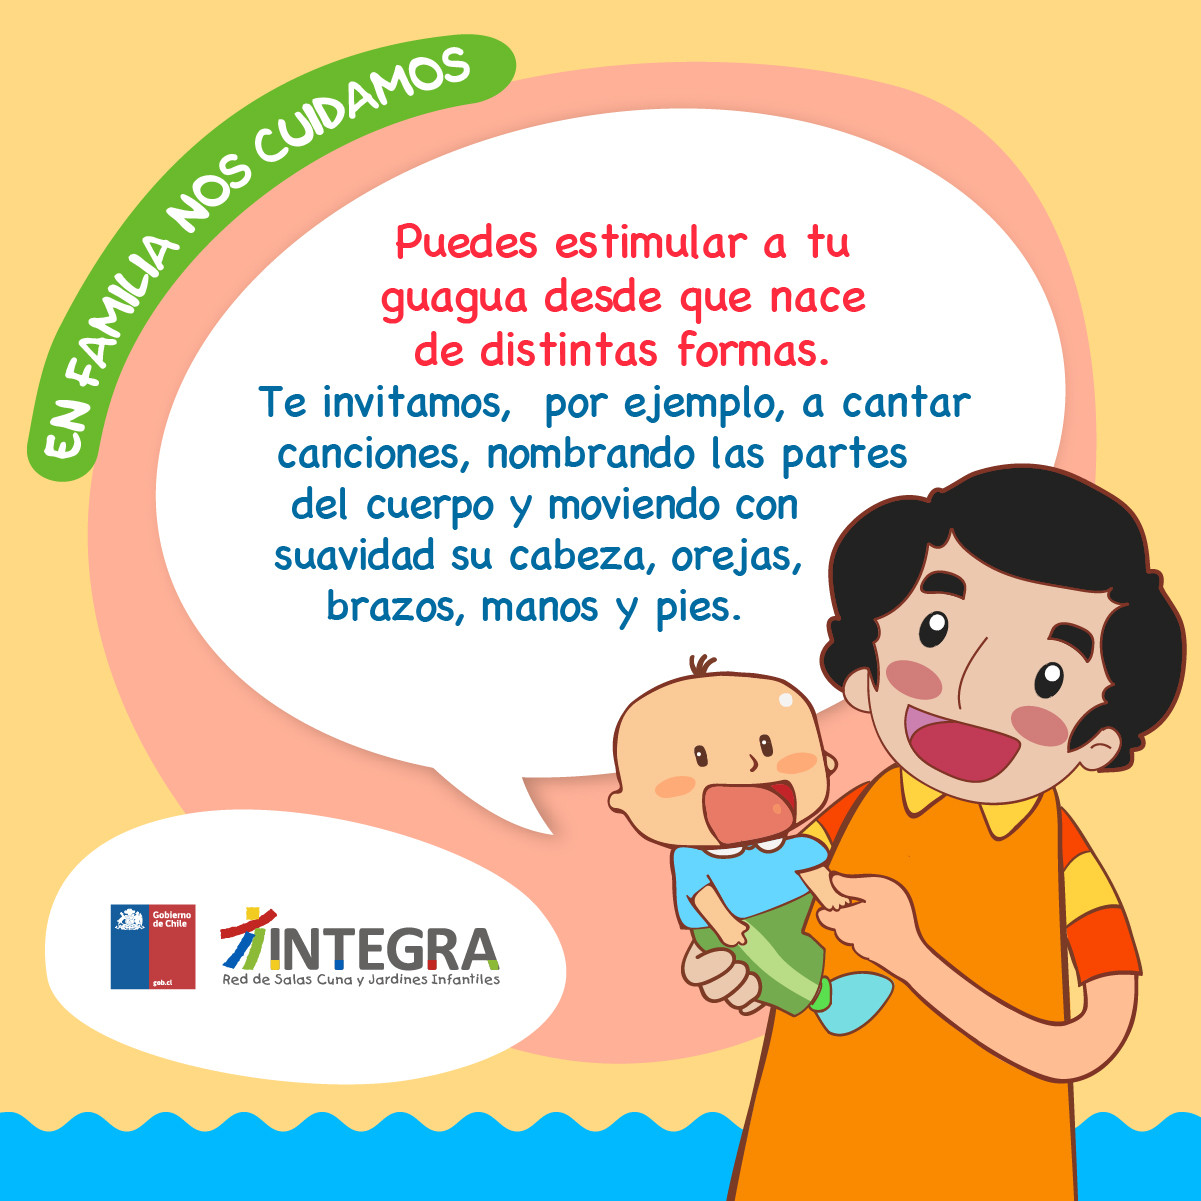 EN FAMILIA NOS CUIDAMOS
Puedes estimular a tu
guagua desde que nace
de distintas formas.
Te invitamos, por ejemplo, a cantar
canciones, nombrando las partes
del cuerpo y moviendo con
suavidad su cabeza, orejas,
brazos, manos y pies.
Gobierno
de Chile
gob.cl
INTEGRA
Red de Salas Cuna y Jardines Infantiles